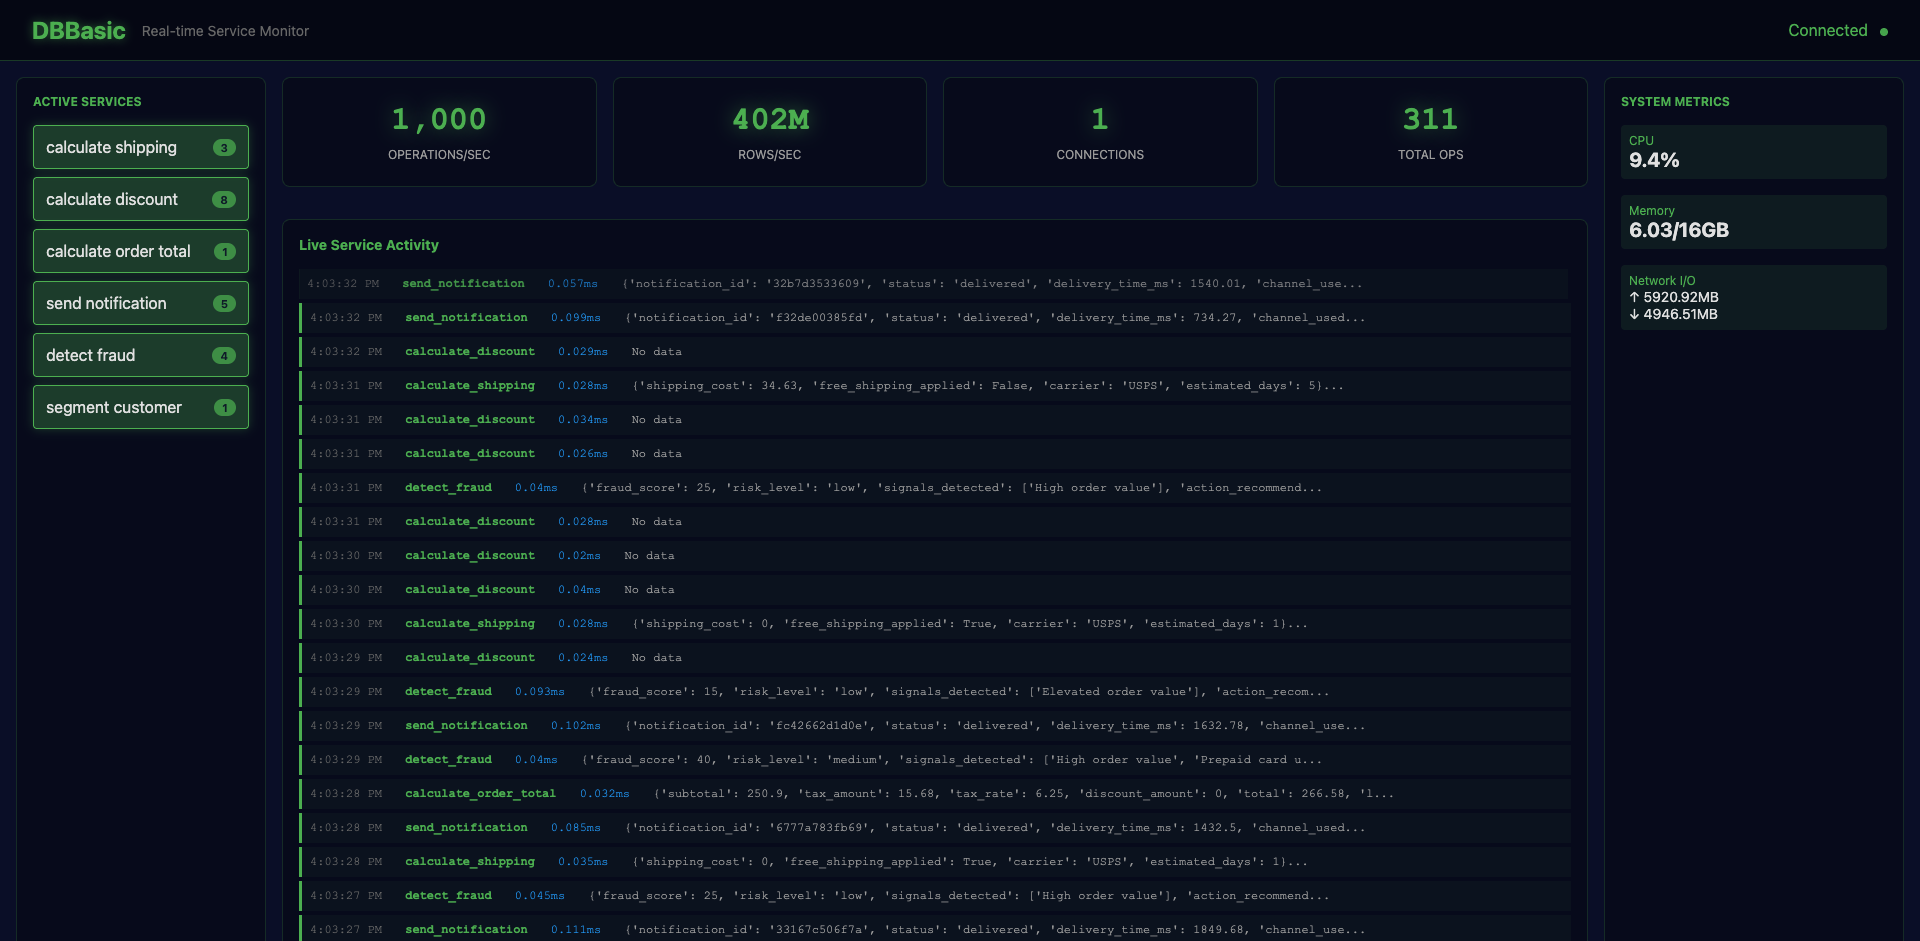 DBBasic Real-time Service Monitor
Connected
ACTIVE SERVICES
calculate shipping 3
calculate discount 8
calculate order total 1
send notification 5
detect fraud 4
segment customer 1
1,000
OPERATIONS/SEC
402M
ROWS/SEC
1
CONNECTIONS
311
TOTAL OPS
Live Service Activity
4:03:32 PM send_notification 0.057ms {'notification_id': '32b7d3533609', 'status': 'delivered', 'delivery_time_ms': 1540.01, 'channel_use...
4:03:32 PM send_notification 0.099ms {'notification_id': 'f32de00385fd', 'status': 'delivered', 'delivery_time_ms': 734.27, 'channel_used...
4:03:32 PM calculate_discount 0.029ms No data
4:03:31 PM calculate_shipping 0.028ms {'shipping_cost': 34.63, 'free_shipping_applied': False, 'carrier': 'USPS', 'estimated_days': 5}...
4:03:31 PM calculate_discount 0.034ms No data
4:03:31 PM calculate_discount 0.026ms No data
4:03:31 PM detect_fraud 0.04ms {'fraud_score': 25, 'risk_level': 'low', 'signals_detected': ['High order value'], 'action_recommend...
4:03:31 PM calculate_discount 0.028ms No data
4:03:30 PM calculate_discount 0.02ms No data
4:03:30 PM calculate_discount 0.04ms No data
4:03:30 PM calculate_shipping 0.028ms {'shipping_cost': 0, 'free_shipping_applied': True, 'carrier': 'USPS', 'estimated_days': 1}...
4:03:29 PM calculate_discount 0.024ms No data
4:03:29 PM detect_fraud 0.093ms {'fraud_score': 15, 'risk_level': 'low', 'signals_detected': ['Elevated order value'], 'action_recom...
4:03:29 PM send_notification 0.102ms {'notification_id': 'fc42662d1d0e', 'status': 'delivered', 'delivery_time_ms': 1632.78, 'channel_use...
4:03:29 PM detect_fraud 0.04ms {'fraud_score': 40, 'risk_level': 'medium', 'signals_detected': ['High order value', 'Prepaid card u...
4:03:28 PM calculate_order_total 0.032ms {'subtotal': 250.9, 'tax_amount': 15.68, 'tax_rate': 6.25, 'discount_amount': 0, 'total': 266.58, 'l...
4:03:28 PM send_notification 0.085ms {'notification_id': '6777a783fb69', 'status': 'delivered', 'delivery_time_ms': 1432.5, 'channel_used...
4:03:28 PM calculate_shipping 0.035ms {'shipping_cost': 0, 'free_shipping_applied': True, 'carrier': 'USPS', 'estimated_days': 1}...
4:03:27 PM detect_fraud 0.045ms {'fraud_score': 25, 'risk_level': 'low', 'signals_detected': ['High order value'], 'action_recommend...
4:03:27 PM send_notification 0.111ms {'notification_id': '33167c506f7a', 'status': 'delivered', 'delivery_time_ms': 1849.68, 'channel_use...
SYSTEM METRICS
CPU
9.4%
Memory
6.03/16GB
Network I/O
↑ 5920.92MB
↓ 4946.51MB